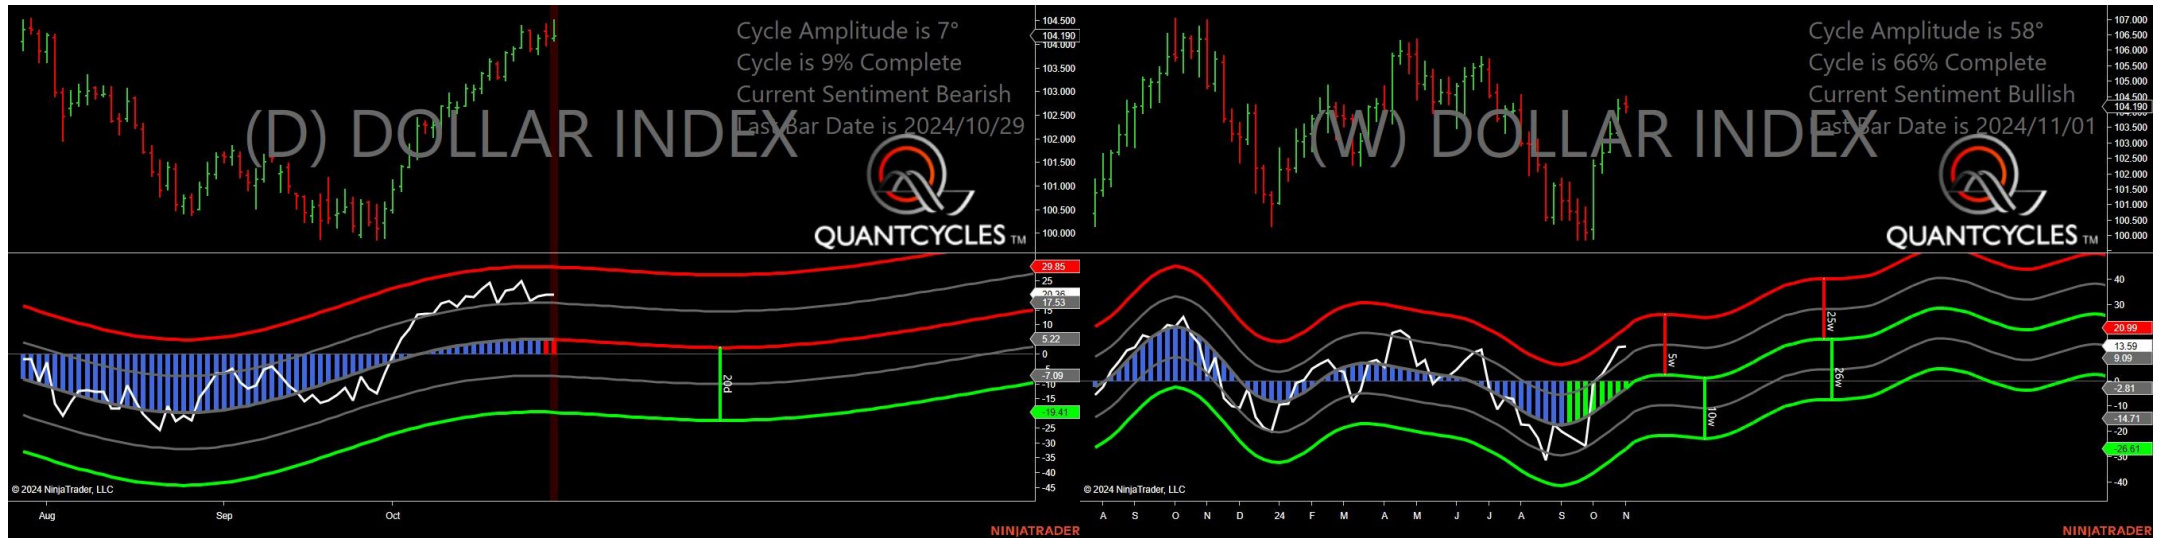 Cycle Amplitude is 7°
Cycle is 9% Complete
Current Sentiment Bearish
Last Bar Date is 2024/10/29
(D) DOLLAR INDEX
QUANTCYCLES TM
104.500
104.190
104.000
103.500
103.000
102.500
102.000
101.500
101.000
100.500
100.000
29.85
25
20.36
17.53
15
10
5.22
0
-7.09
-10
-15
-19.41
-25
-30
-35
-40
-45
20d
© 2024 NinjaTrader, LLC
Aug
Sep
Oct
NINJATRADER
Cycle Amplitude is 58°
Cycle is 66% Complete
Current Sentiment Bullish
Last Bar Date is 2024/11/01
(W) DOLLAR INDEX
QUANTCYCLES TM
107.000
106.500
106.000
105.500
105.000
104.500
104.190
103.500
103.000
102.500
102.000
101.500
101.000
100.500
100.000
40
30
20.99
13.59
9.09
0
-2.81
-10
-14.71
-20
-26.61
-30
-40
5w
10w
25w
26w
© 2024 NinjaTrader, LLC
A S O N D 24 F M A M J J A S O N
NINJATRADER